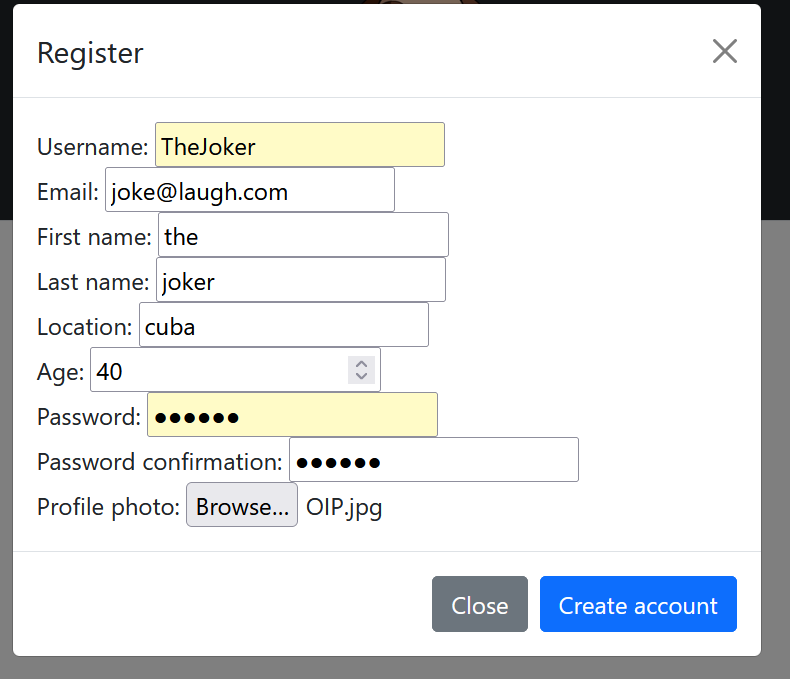 Register
Username: TheJoker
Email: joke@laugh.com
First name: the
Last name: joker
Location: cuba
Age: 40
Password: ●●●●●●
Password confirmation: ●●●●●●
Profile photo: Browse... OIP.jpg
Close Create account